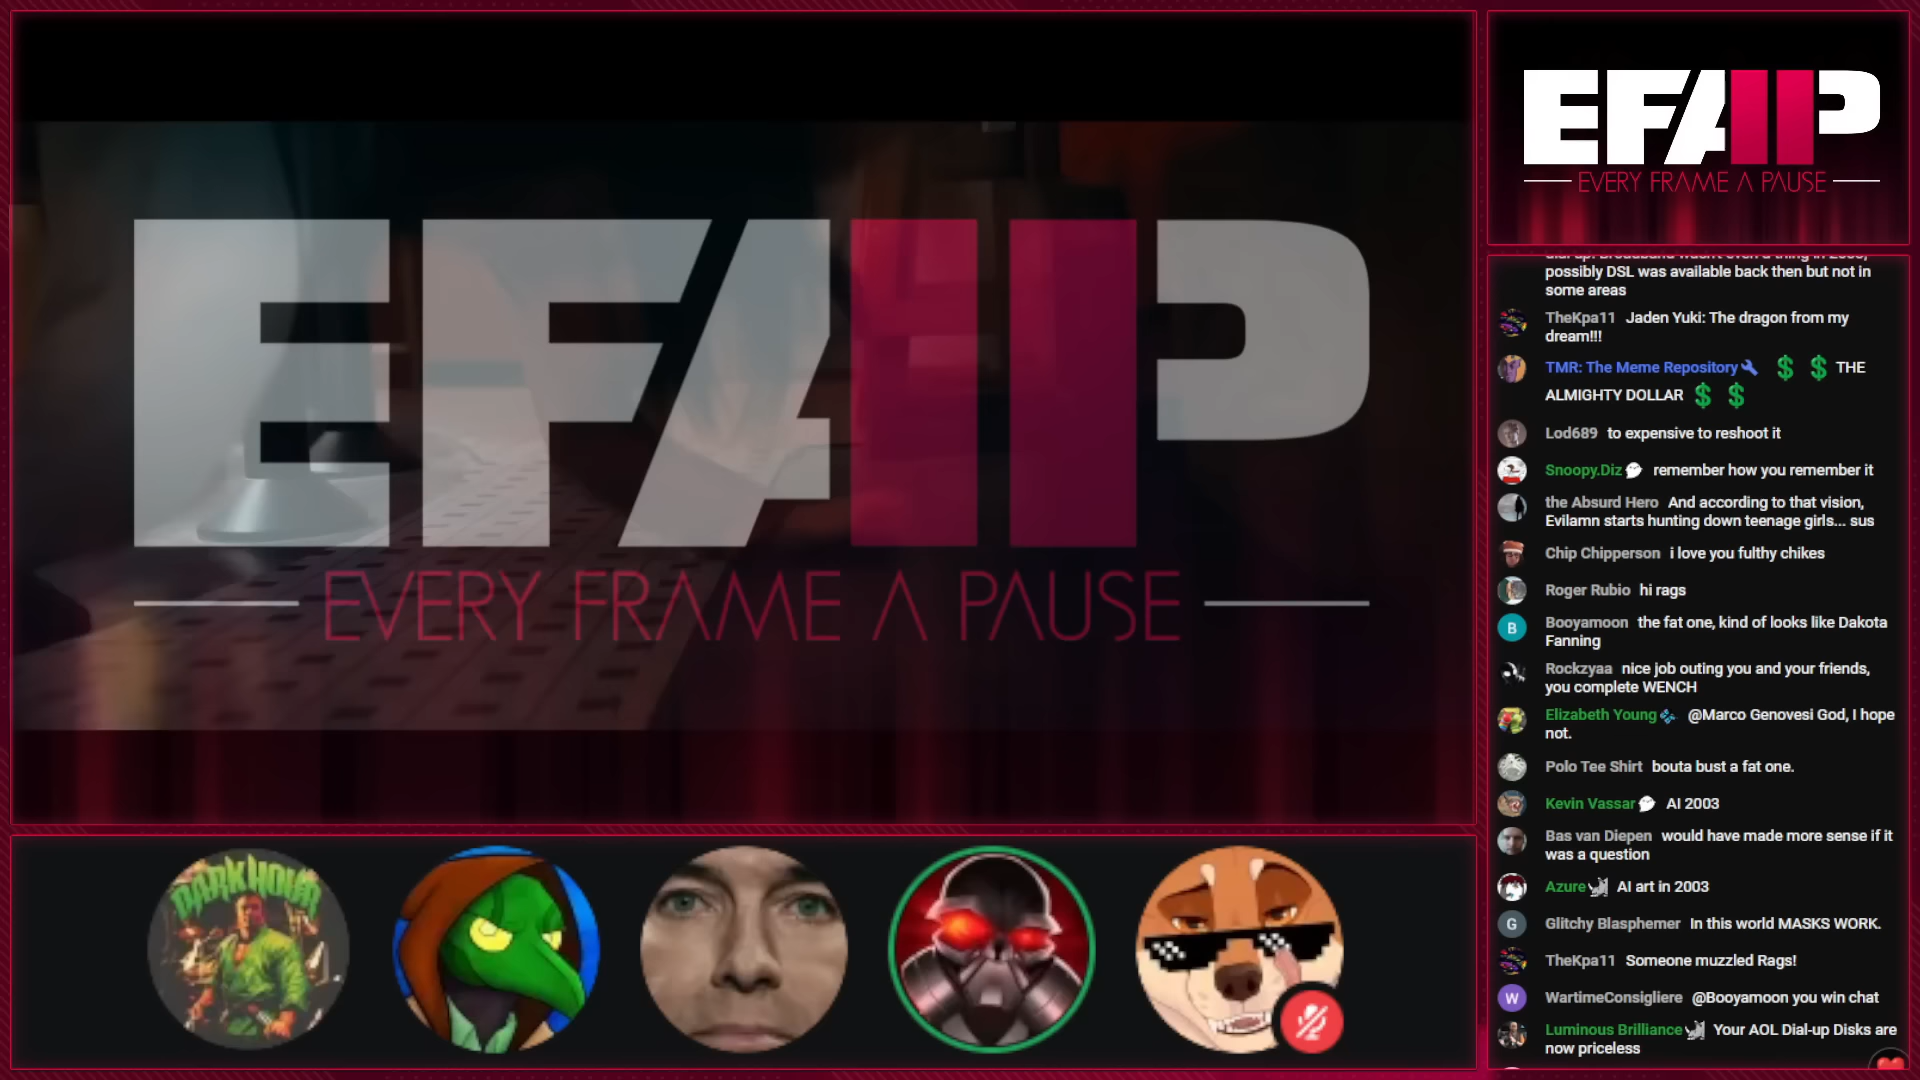 EFAP
EVERY FRAME A PAUSE
EFAP
EVERY FRAME A PAUSE
possibly DSL was available back then but not in
some areas
TheKpa11 Jaden Yuki: The dragon from my
dream!!!
TMR: The Meme Repository THE
ALMIGHTY DOLLAR
Lod689 to expensive to reshoot it
Snoopy.Diz remember how you remember it
the Absurd Hero And according to that vision,
Evilamn starts hunting down teenage girls... sus
Chip Chipperson i love you fulthy chikes
Roger Rubio hi rags
B
Booyamoon the fat one, kind of looks like Dakota
Fanning
Rockzyaa nice job outing you and your friends,
you complete WENCH
Elizabeth Young @Marco Genovesi God, I hope
not.
Polo Tee Shirt bouta bust a fat one.
Kevin Vassar AI 2003
Bas van Diepen would have made more sense if it
was a question
Azure AI art in 2003
G
Glitchy Blasphemer In this world MASKS WORK.
TheKpa11 Someone muzzled Rags!
W
WartimeConsigliere @Booyamoon you win chat
Luminous Brilliance Your AOL Dial-up Disks are
now priceless
DARKHOUR